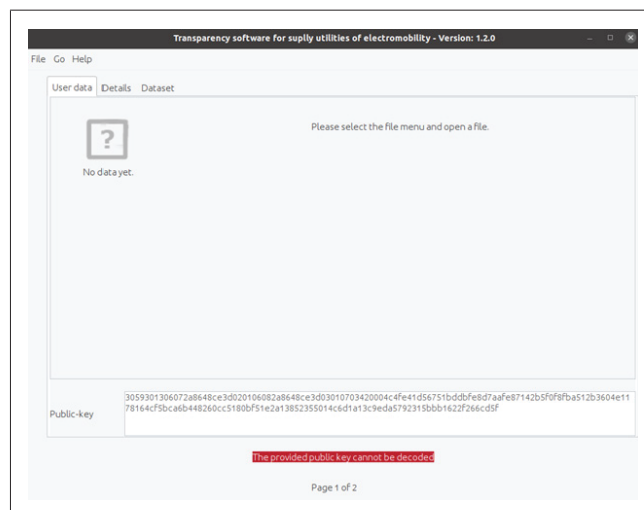 Transparency software for suplly utilities of electromobility - Version: 1.2.0
File Go Help
User data Details Dataset
?
Please select the file menu and open a file.
No data yet.
3059301306072a8648ce3d020106082a8648ce3d03010703420004c4fe41d56751bddbfe8d7aafe87142b5f0f8fba512b3604e11
78164cf5bca6b448260cc5180bf51e2a13852355014c6d1a13c9eda5792315bbb1622f266cd5f
Public-key
The provided public key cannot be decoded
Page 1 of 2